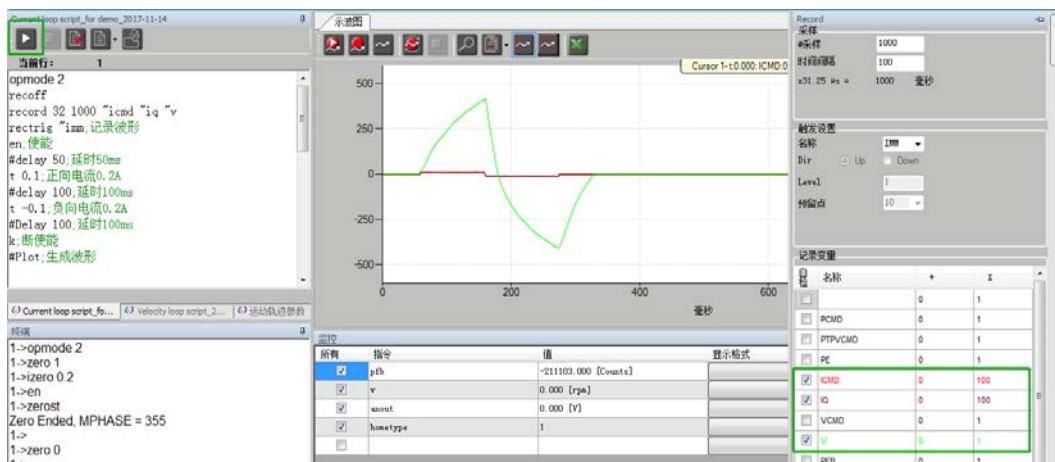 Current loop script_for demo_2017-11-14
当前行: 1
opmode 2
recoff
record 32 1000 "icmd "iq "v
rectrig "imm;记录波形
en;使能
#delay 50;延时50ms
t 0.1;正向电流0.2A
#delay 100;延时100ms
t -0.1;负向电流0.2A
#Delay 100;延时100ms
k;断使能
#Plot;生成波形
Current loop script_fo...
Velocity loop script_2...
运动轨迹参数
终端
1->opmode 2
1->zero 1
1->izero 0.2
1->en
1->zerost
Zero Ended, MPHASE = 355
1->
1->zero 0
示波图
Cursor 1- t:0.000: ICMD:0
500
250
0
-250
-500
0 200 400 600
毫秒
监控
所有 指令 值 显示格式
pfb -211103.000 [Counts]
v 0.000 [rpm]
anout 0.000 [V]
hometype 1
Record
采样
#采样 1000
时间间隔 100
x31.25 us = 1000 毫秒
触发设置
名称 IMM
Dir Up Down
Level 1
预留点 10
记录变量
名称 + x
0 1
PCMD 0 1
PTPVCMD 0 1
PE 0 1
ICMD 0 100
IQ 0 100
VCMD 0 1
V 0 1
PFB 0 1